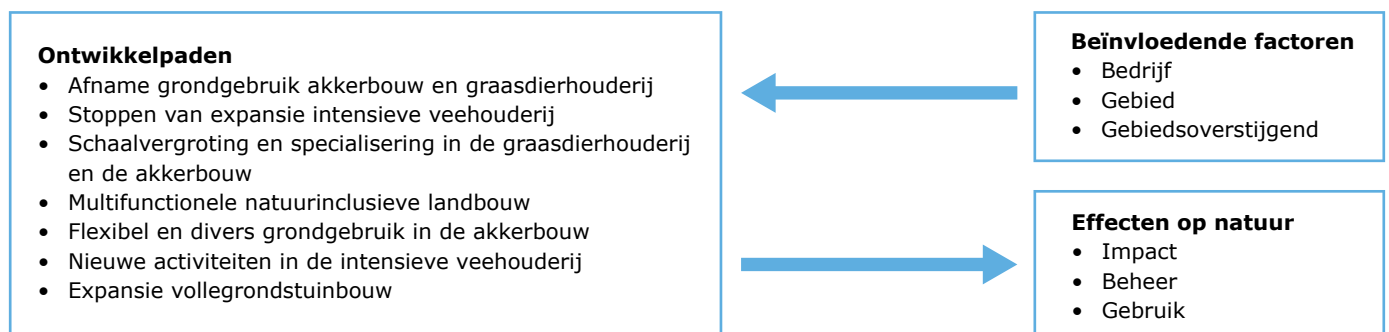 Ontwikkelpaden
• Afname grondgebruik akkerbouw en graasdierhouderij
• Stoppen van expansie intensieve veehouderij
• Schaalvergroting en specialisering in de graasdierhouderij
en de akkerbouw
• Multifunctionele natuurinclusieve landbouw
• Flexibel en divers grondgebruik in de akkerbouw
• Nieuwe activiteiten in de intensieve veehouderij
• Expansie vollegrondstuinbouw
Beïnvloedende factoren
• Bedrijf
• Gebied
• Gebiedsoverstijgend
Effecten op natuur
• Impact
• Beheer
• Gebruik